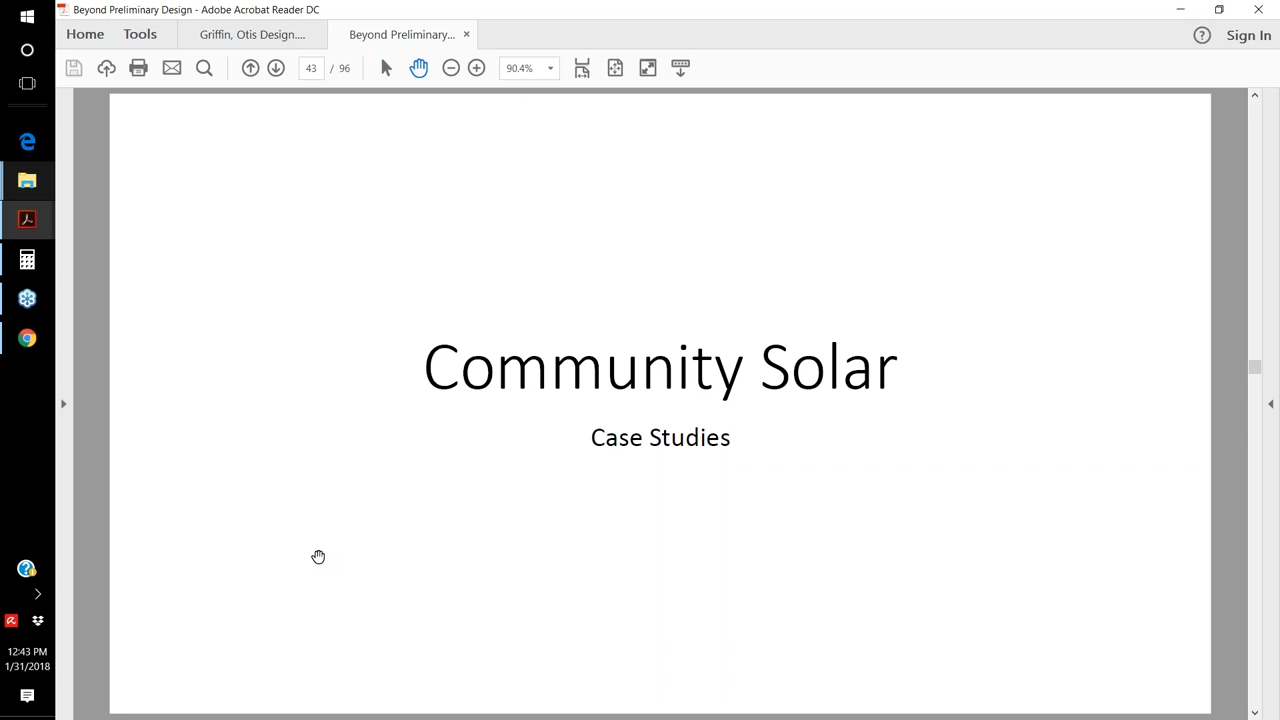 Beyond Preliminary Design - Adobe Acrobat Reader DC
Home
Tools
Griffin, Otis Design....
Beyond Preliminary...
Sign In
43 / 96
90.4%
Community Solar
Case Studies
12:43 PM
1/31/2018